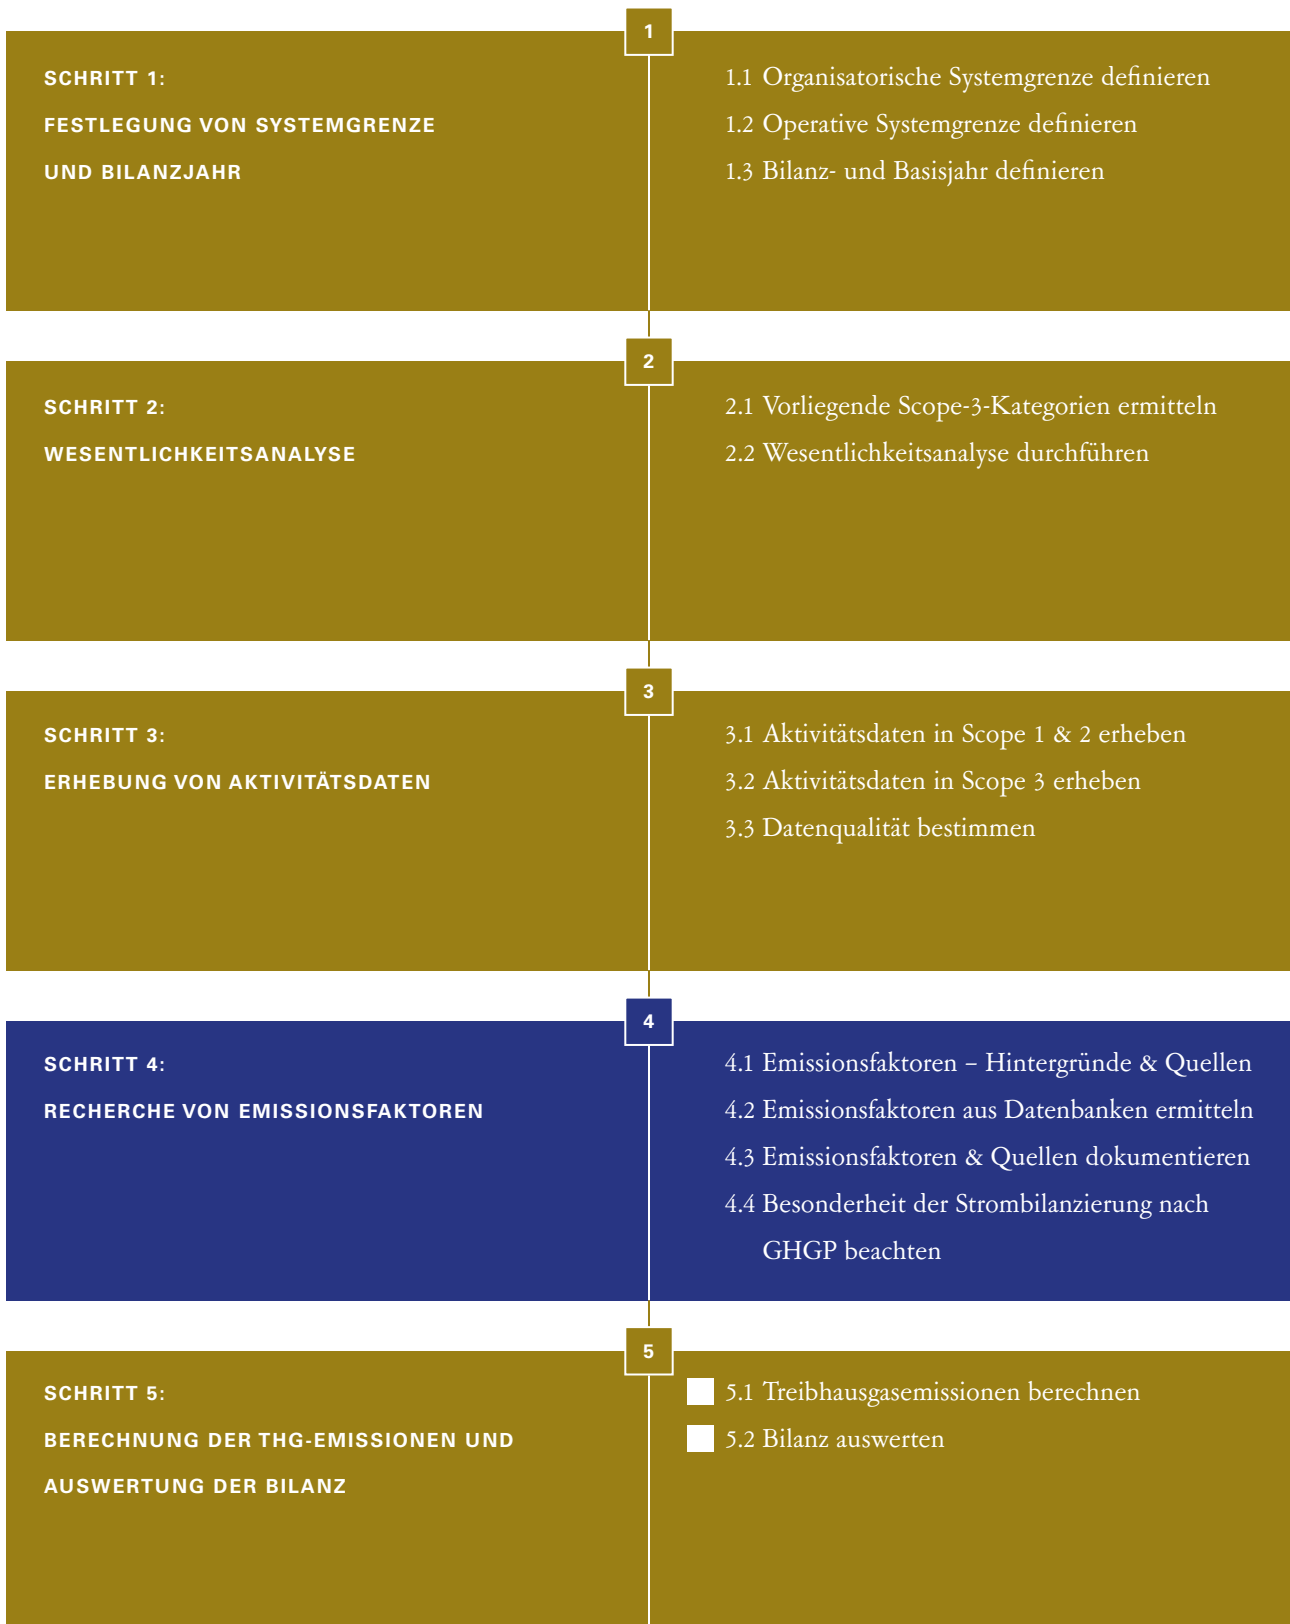 1
SCHRITT 1:
FESTLEGUNG VON SYSTEMGRENZE
UND BILANZJAHR
1.1 Organisatorische Systemgrenze definieren
1.2 Operative Systemgrenze definieren
1.3 Bilanz- und Basisjahr definieren
2
SCHRITT 2:
WESENTLICHKEITSANALYSE
2.1 Vorliegende Scope-3-Kategorien ermitteln
2.2 Wesentlichkeitsanalyse durchführen
3
SCHRITT 3:
ERHEBUNG VON AKTIVITÄTSDATEN
3.1 Aktivitätsdaten in Scope 1 & 2 erheben
3.2 Aktivitätsdaten in Scope 3 erheben
3.3 Datenqualität bestimmen
4
SCHRITT 4:
RECHERCHE VON EMISSIONSFAKTOREN
4.1 Emissionsfaktoren – Hintergründe & Quellen
4.2 Emissionsfaktoren aus Datenbanken ermitteln
4.3 Emissionsfaktoren & Quellen dokumentieren
4.4 Besonderheit der Strombilanzierung nach
GHGP beachten
5
SCHRITT 5:
BERECHNUNG DER THG-EMISSIONEN UND
AUSWERTUNG DER BILANZ
5.1 Treibhausgasemissionen berechnen
5.2 Bilanz auswerten